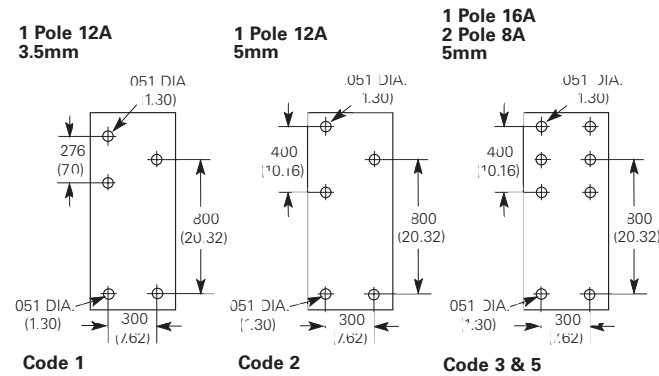 1 Pole 12A
3.5mm
.051 DIA.
(1.30)
276
(7.0)
800
(20.32)
051 DIA.
(1.30)
300
(7.62)
Code 1
1 Pole 12A
5mm
.051 DIA.
1.30)
400
(10.16)
800
(20.32)
051 DIA.
(1.30)
300
(7.62)
Code 2
1 Pole 16A
2 Pole 8A
5mm
.051 DIA.
1.30)
400
(10.16)
800
(20.32)
051 DIA.
(1.30)
300
(7.62)
Code 3 & 5